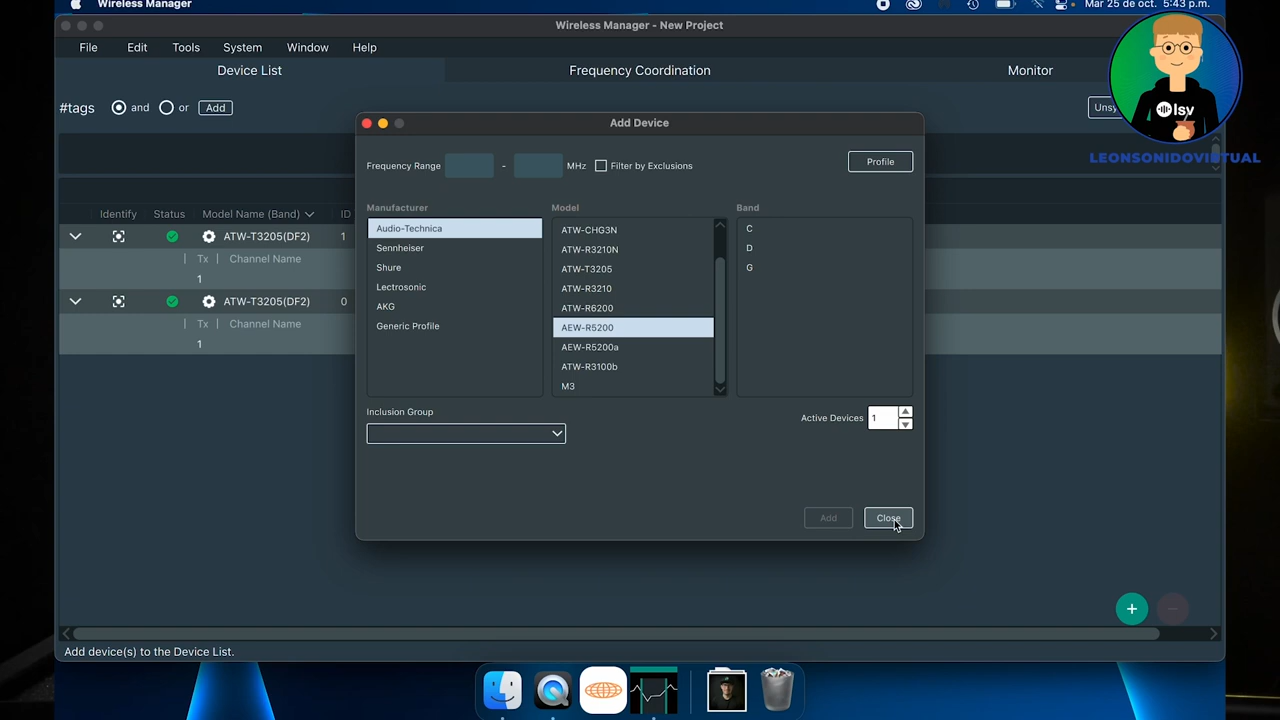 Wireless Manager
Mar 25 de oct. 5:43 p.m.
Wireless Manager - New Project
File Edit Tools System Window Help
Device List Frequency Coordination Monitor
#tags and or Add
lsv
LEONSONIDOVIRTUAL
Add Device
Frequency Range - MHz Filter by Exclusions Profile
Manufacturer Model Band
Audio-Technica
Sennheiser
Shure
Lectrosonic
AKG
Generic Profile
ATW-CHG3N
ATW-R3210N
ATW-T3205
ATW-R3210
ATW-R6200
AEW-R5200
AEW-R5200a
ATW-R3100b
M3
C
D
G
Inclusion Group
Active Devices 1
Add Close
Identify Status Model Name (Band) ID
ATW-T3205(DF2) 1
Tx Channel Name
1
ATW-T3205(DF2) 0
Tx Channel Name
1
Add device(s) to the Device List.